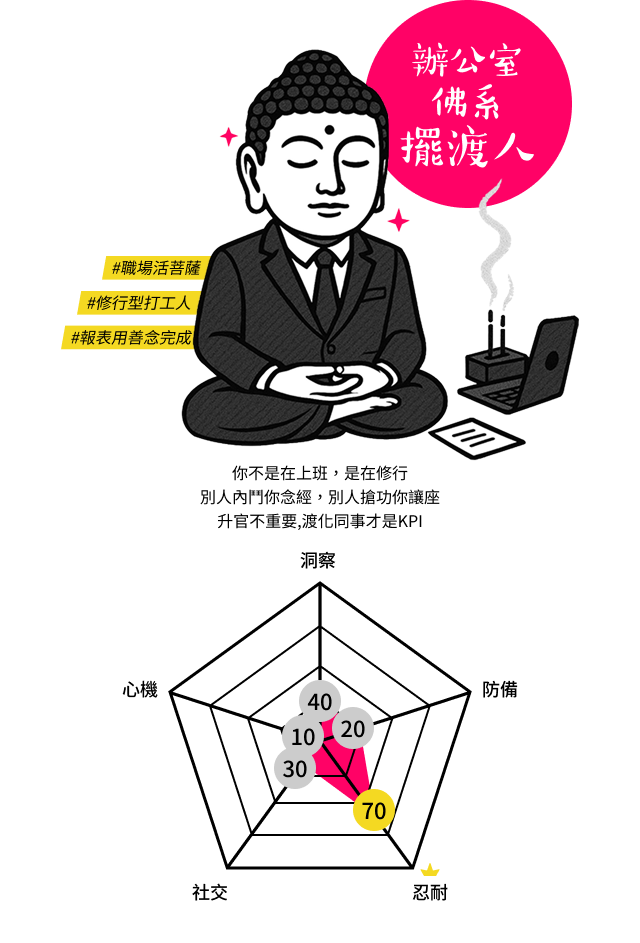 辦公室
佛系
擺渡人
#職場活菩薩
#修行型打工人
#報表用善念完成
你不是在上班，是在修行
別人內鬥你念經，別人搶功你讓座
升官不重要,渡化同事才是KPI
洞察
心機
防備
40
20
10
30
70
社交
忍耐